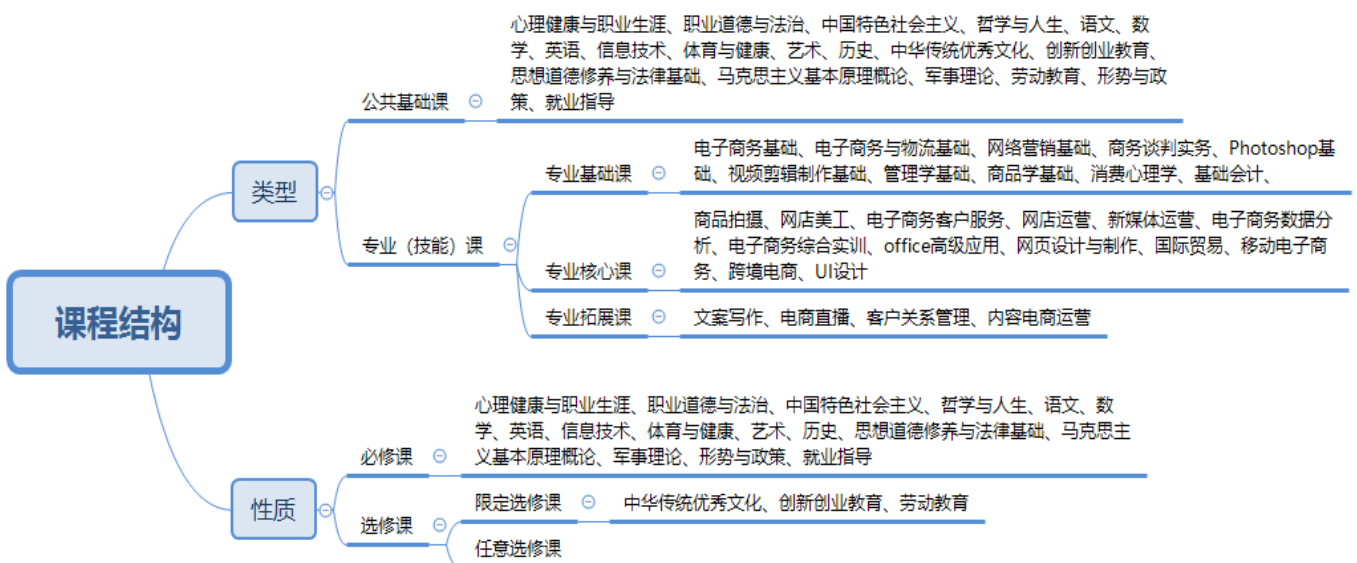 课程结构
类型
公共基础课
心理健康与职业生涯、职业道德与法治、中国特色社会主义、哲学与人生、语文、数
学、英语、信息技术、体育与健康、艺术、历史、中华传统优秀文化、创新创业教育、
思想道德修养与法律基础、马克思主义基本原理概论、军事理论、劳动教育、形势与政
策、就业指导
专业（技能）课
专业基础课
电子商务基础、电子商务与物流基础、网络营销基础、商务谈判实务、Photoshop基
础、视频剪辑制作基础、管理学基础、商品学基础、消费心理学、基础会计、
专业核心课
商品拍摄、网店美工、电子商务客户服务、网店运营、新媒体运营、电子商务数据分
析、电子商务综合实训、office高级应用、网页设计与制作、国际贸易、移动电子商
务、跨境电商、UI设计
专业拓展课
文案写作、电商直播、客户关系管理、内容电商运营
性质
必修课
心理健康与职业生涯、职业道德与法治、中国特色社会主义、哲学与人生、语文、数
学、英语、信息技术、体育与健康、艺术、历史、思想道德修养与法律基础、马克思主
义基本原理概论、军事理论、形势与政策、就业指导
选修课
限定选修课
中华传统优秀文化、创新创业教育、劳动教育
任意选修课